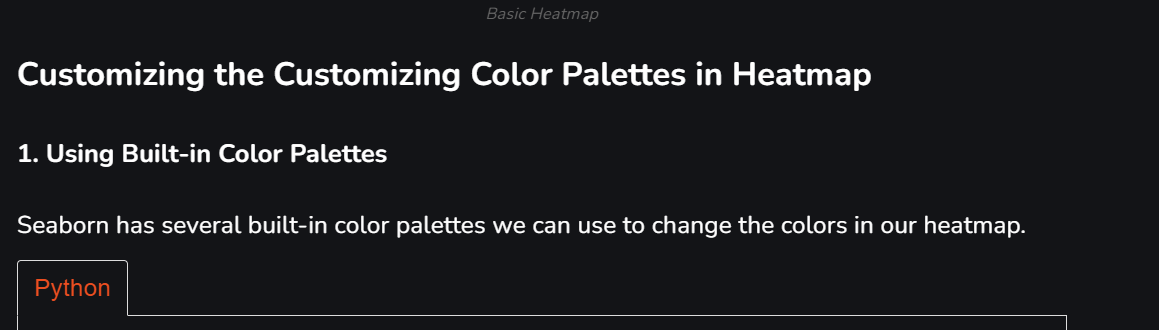 Basic Heatmap
Customizing the Customizing Color Palettes in Heatmap
1. Using Built-in Color Palettes
Seaborn has several built-in color palettes we can use to change the colors in our heatmap.
Python